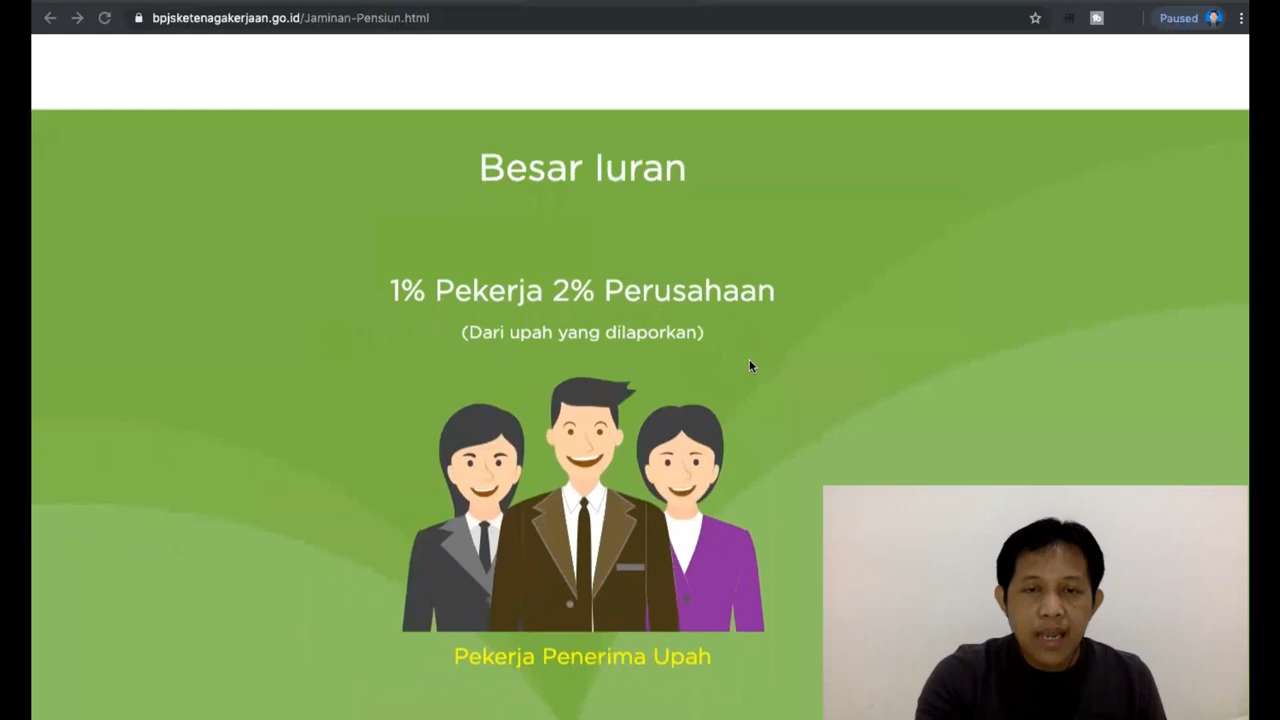 bpjsketenagakerjaan.go.id/Jaminan-Pensiun.html
Paused
Besar Iuran
1% Pekerja 2% Perusahaan
(Dari upah yang dilaporkan)
Pekerja Penerima Upah